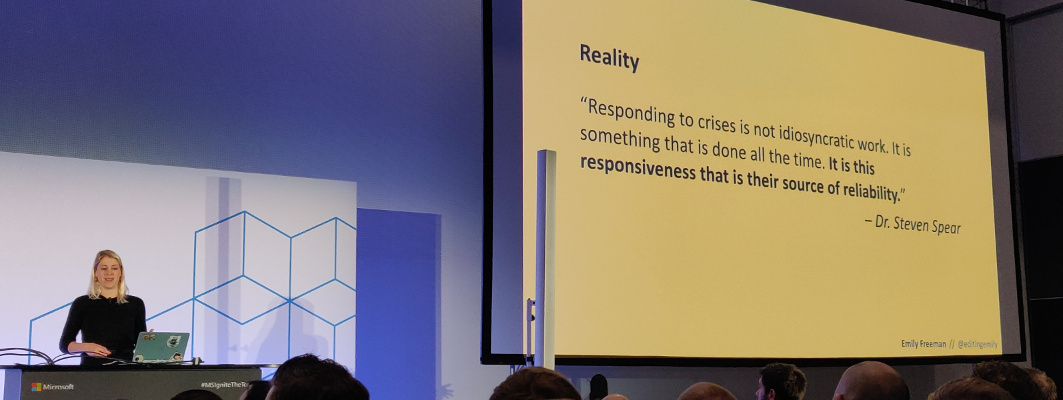 Reality
“Responding to crises is not idiosyncratic work. It is
something that is done all the time. It is this
responsiveness that is their source of reliability.”
– Dr. Steven Spear
Emily Freeman // @editingemily
Microsoft
#MSIgniteTheTo